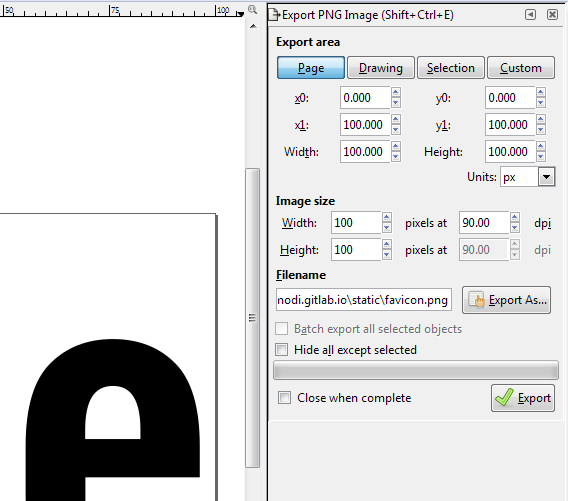 50 75 100
Export PNG Image (Shift+Ctrl+E)
Export area
Page Drawing Selection Custom
x0: 0.000 y0: 0.000
x1: 100.000 y1: 100.000
Width: 100.000 Height: 100.000
Units: px
Image size
Width: 100 pixels at 90.00 dpi
Height: 100 pixels at 90.00 dpi
Filename
nodi.gitlab.io\static\favicon.png Export As...
Batch export all selected objects
Hide all except selected
Close when complete Export
e